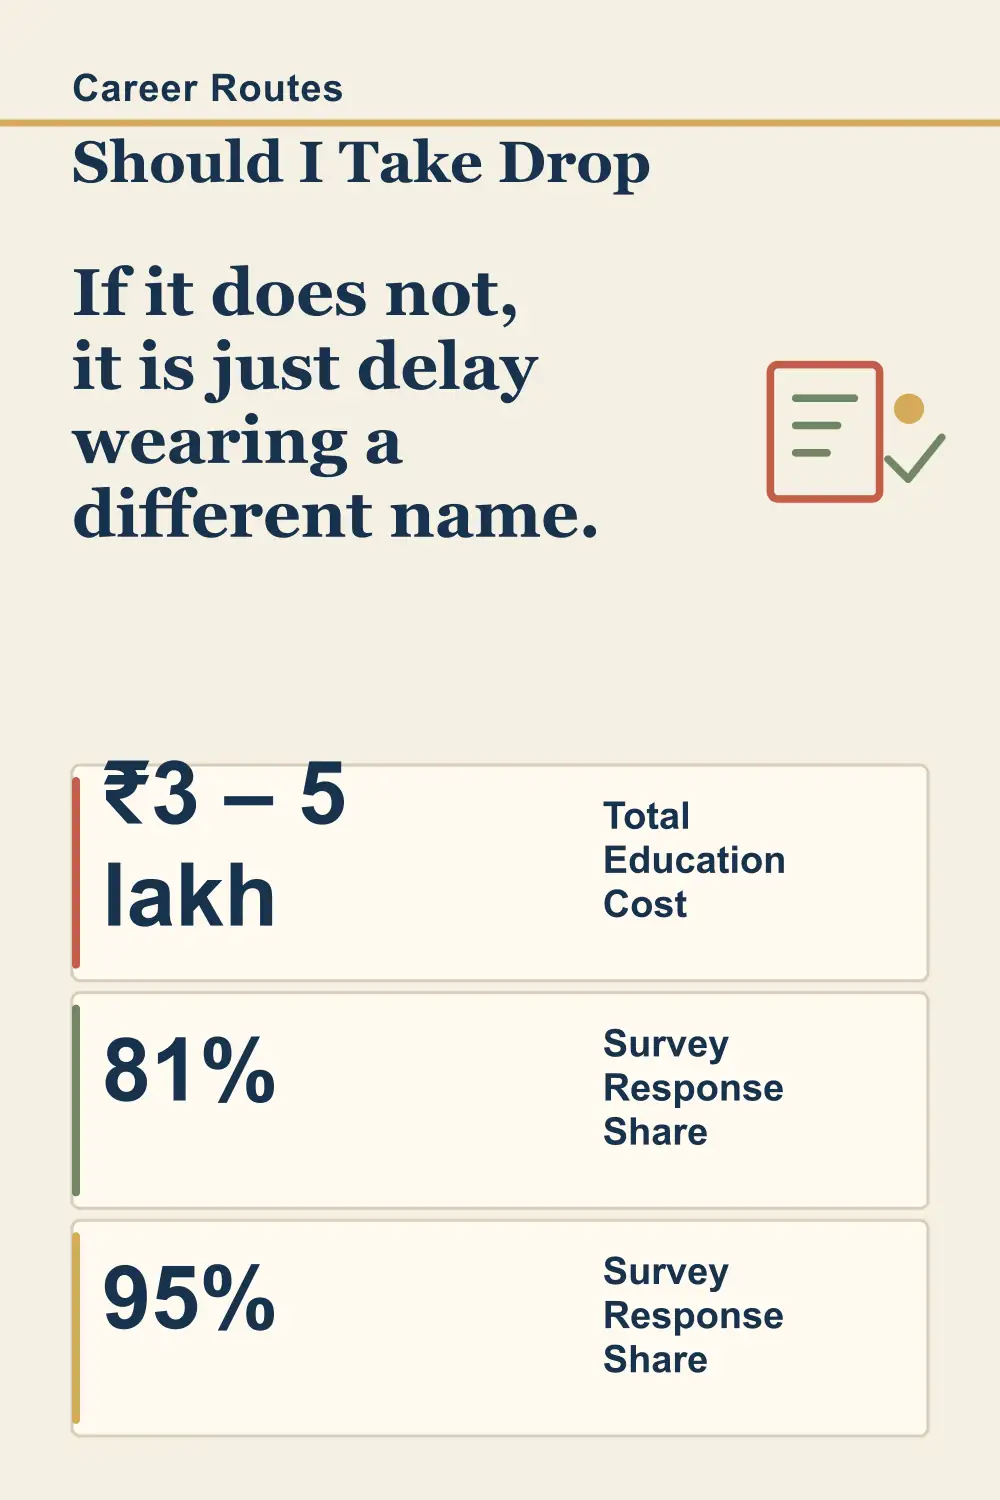 Career Routes
Should I Take Drop
If it does not,
it is just delay
wearing a
different name.
₹3 – 5
lakh
Total
Education
Cost
81%
Survey
Response
Share
95%
Survey
Response
Share